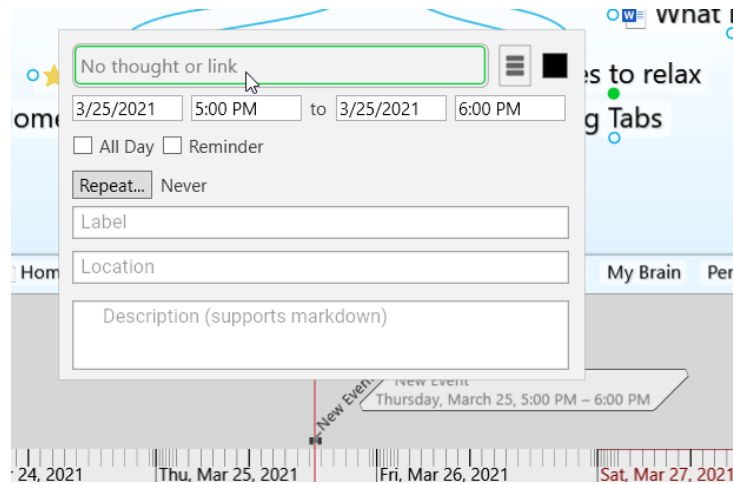 What
No thought or link
es to relax
3/25/2021 5:00 PM to 3/25/2021 6:00 PM
ome
g Tabs
All Day Reminder
Repeat... Never
Label
Location
Hom
My Brain Per
Description (supports markdown)
New Event
New Event
Thursday, March 25, 5:00 PM – 6:00 PM
24, 2021 Thu, Mar 25, 2021 Fri, Mar 26, 2021 Sat, Mar 27, 2021